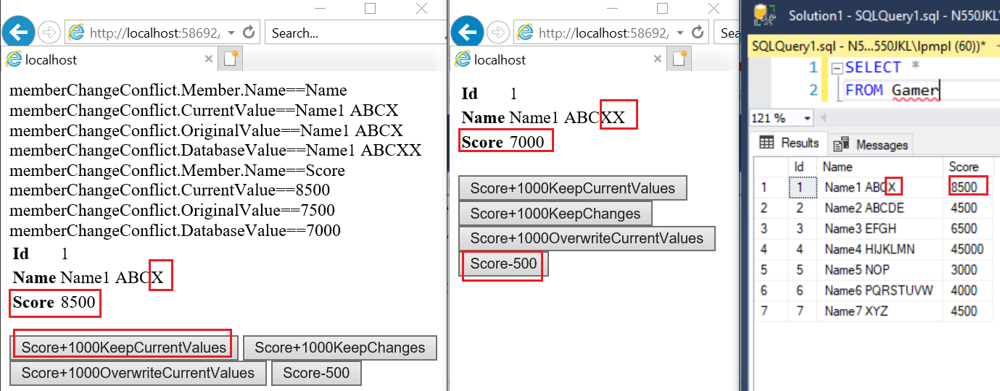 http://localhost:58692/
Search...
localhost
memberChangeConflict.Member.Name==Name
memberChangeConflict.CurrentValue==Name1 ABCX
memberChangeConflict.OriginalValue==Name1 ABCX
memberChangeConflict.DatabaseValue==Name1 ABCXX
memberChangeConflict.Member.Name==Score
memberChangeConflict.CurrentValue==8500
memberChangeConflict.OriginalValue==7500
memberChangeConflict.DatabaseValue==7000
Id 1
Name Name1 ABCX
Score 8500
Score+1000KeepCurrentValues Score+1000KeepChanges
Score+1000OverwriteCurrentValues Score-500
http://localhost:58692/
Sea
localhost
Id 1
Name Name1 ABCXX
Score 7000
Score+1000KeepCurrentValues
Score+1000KeepChanges
Score+1000OverwriteCurrentValues
Score-500
Solution1 - SQLQuery1.sql - N550JKL\
SQLQuery1.sql - N5...550JKL\lpmpl (60))*
1 SELECT *
2 FROM Gamer
121 %
Results Messages
Id Name Score
1 1 Name1 ABCX 8500
2 2 Name2 ABCDE 4500
3 3 Name3 EFGH 6500
4 4 Name4 HIJKLMN 45000
5 5 Name5 NOP 3000
6 6 Name6 PQRSTUVW 4000
7 7 Name7 XYZ 4500